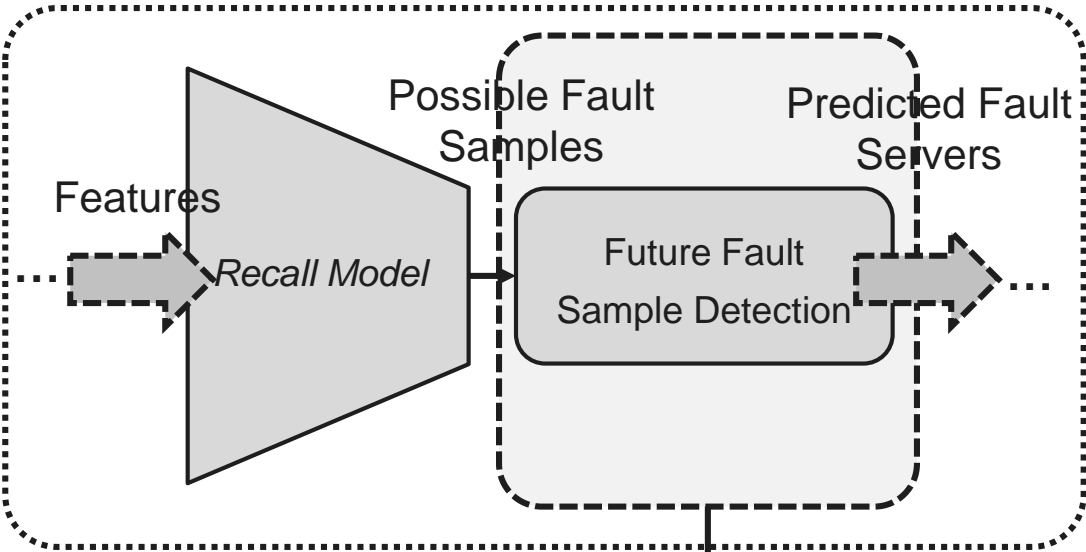 Possible Fault
Samples
Predicted Fault
Servers
Features
Recall Model
Future Fault
Sample Detection
...
...